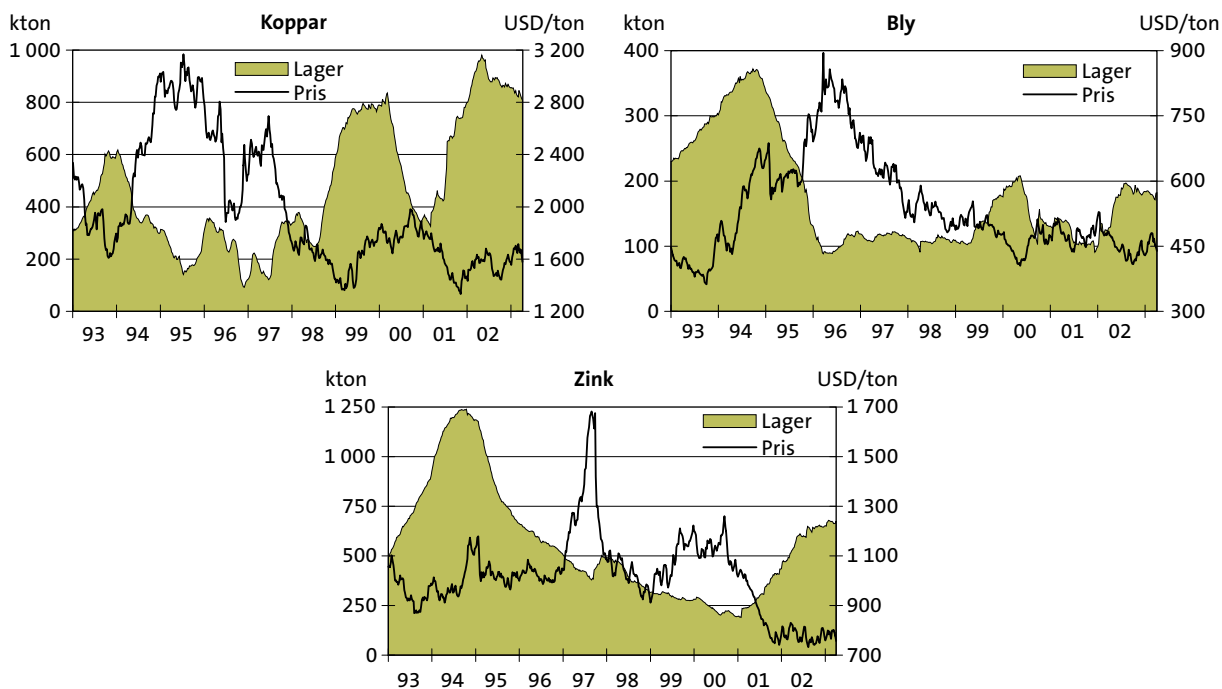 kton Koppar USD/ton
1 000 3 200
Lager
Pris
800 2 800
600 2 400
400 2 000
200 1 600
0 1 200
93 94 95 96 97 98 99 00 01 02
kton Bly USD/ton
400 900
Lager
Pris
300 750
200 600
100 450
0 300
93 94 95 96 97 98 99 00 01 02
kton Zink USD/ton
1 250 1 700
Lager
Pris
1 000 1 500
750 1 300
500 1 100
250 900
0 700
93 94 95 96 97 98 99 00 01 02